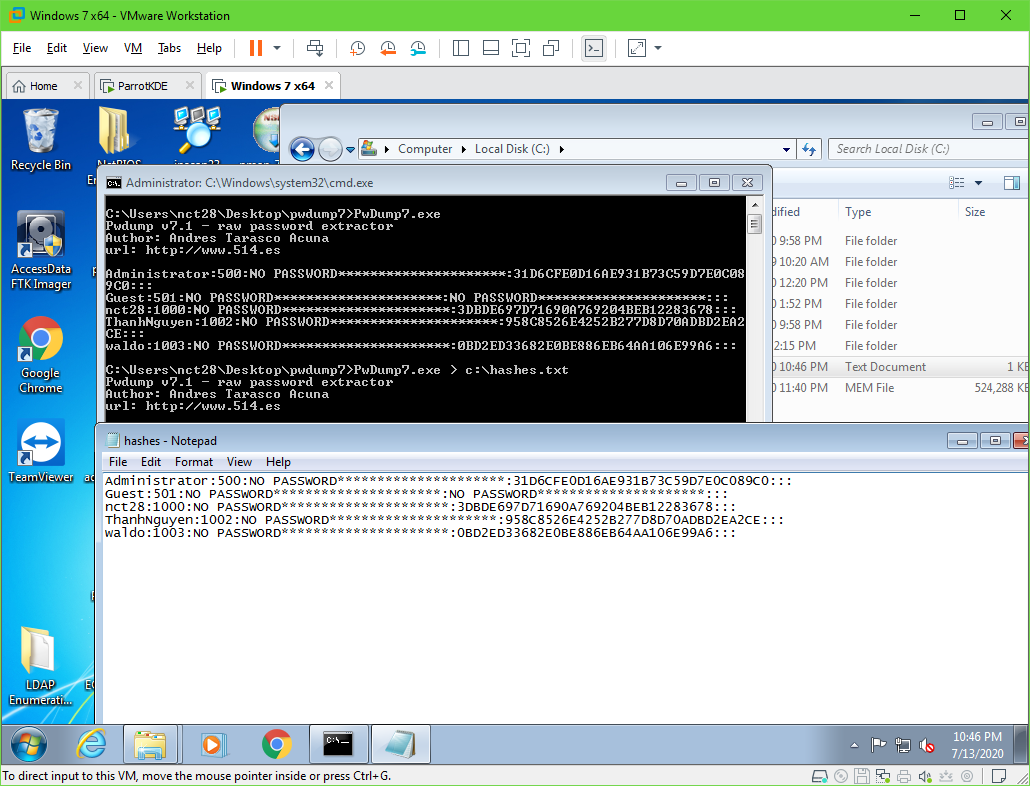 Windows 7 x64 - VMware Workstation
File Edit View VM Tabs Help
Home ParrotKDE Windows 7 x64
Recycle Bin
Computer Local Disk (C:) Search Local Disk (C:)
Administrator: C:\Windows\system32\cmd.exe
C:\Users\nct28\Desktop\pwdump7>PwDump7.exe
Pwdump v7.1 - raw password extractor
Author: Andres Tarasco Acuna
url: http://www.514.es
Administrator:500:NO PASSWORD*********************:31D6CFE0D16AE931B73C59D7E0C08
9C0:::
Guest:501:NO PASSWORD*********************:NO PASSWORD*********************:::
nct28:1000:NO PASSWORD*********************:3DBDE697D71690A769204BEB12283678:::
ThanhNguyen:1002:NO PASSWORD*********************:958C8526E4252B277D8D70ADBD2EA2
CE:::
waldo:1003:NO PASSWORD*********************:0BD2ED33682E0BE886EB64AA106E99A6:::
C:\Users\nct28\Desktop\pwdump7>PwDump7.exe > c:\hashes.txt
Pwdump v7.1 - raw password extractor
Author: Andres Tarasco Acuna
url: http://www.514.es
Type Size
9:58 PM File folder
10:20 AM File folder
12:20 PM File folder
1:52 PM File folder
9:58 PM File folder
2:15 PM File folder
10:46 PM Text Document 1 KB
11:40 PM MEM File 524,288 KB
AccessData
FTK Imager
Google
Chrome
TeamViewer
LDAP
Enumerati...
hashes - Notepad
File Edit Format View Help
Administrator:500:NO PASSWORD*********************:31D6CFE0D16AE931B73C59D7E0C089C0:::
Guest:501:NO PASSWORD*********************:NO PASSWORD*********************:::
nct28:1000:NO PASSWORD*********************:3DBDE697D71690A769204BEB12283678:::
ThanhNguyen:1002:NO PASSWORD*********************:958C8526E4252B277D8D70ADBD2EA2CE:::
waldo:1003:NO PASSWORD*********************:0BD2ED33682E0BE886EB64AA106E99A6:::
10:46 PM
7/13/2020
To direct input to this VM, move the mouse pointer inside or press Ctrl+G.